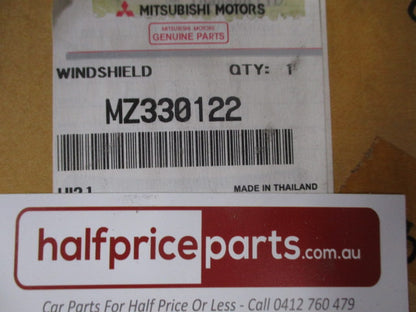 MITSUBISHI MOTORS
MITSUBISHI MOTORS
GENUINE PARTS
WINDSHIELD QTY: 1
MZ330122
MADE IN THAILAND
halfpriceparts.com.au
Car Parts For Half Price Or Less - Call 0412 760 479